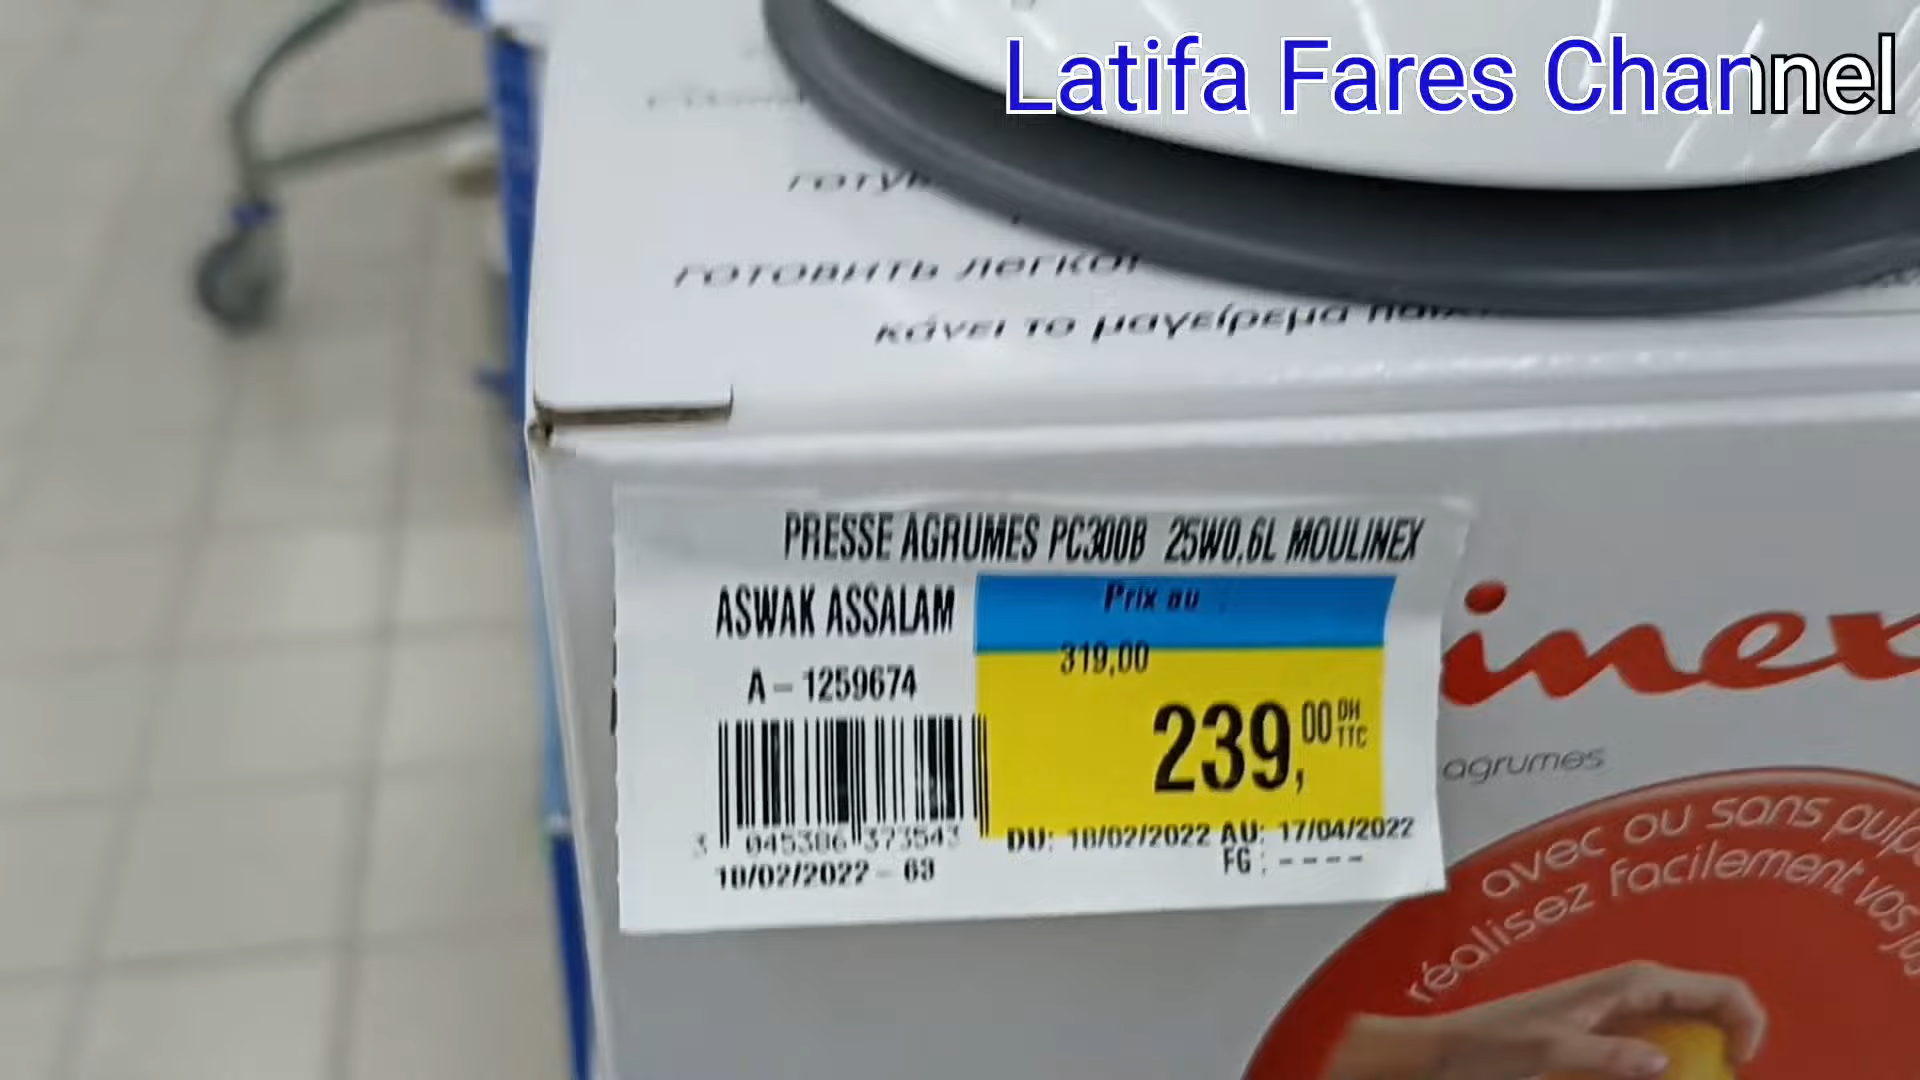 Latifa Fares Channel
ГОТОВИТЬ ЛЕГКО!
κάνει το μαγείρεμα
PRESSE AGRUMES PC300B 25W0,6L MOULINEX
ASWAK ASSALAM
Prix au
319,00
A - 1259674
239,00 DH TTC
3 045386 373543
DU: 10/02/2022 AU: 17/04/2022
10/02/2022 - 63
FG : ----
inex
agrumes
avec ou sans pulpe
réalisez facilement vos jus